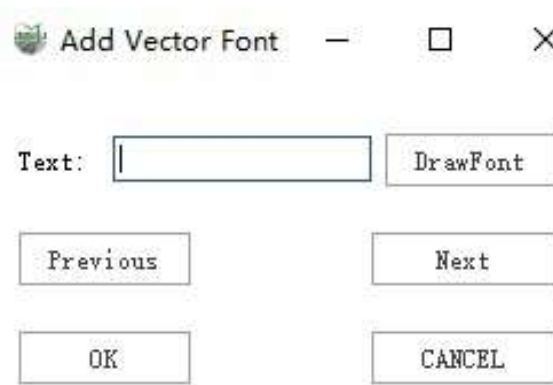 Add Vector Font
Text: DrawFont
Previous Next
OK CANCEL